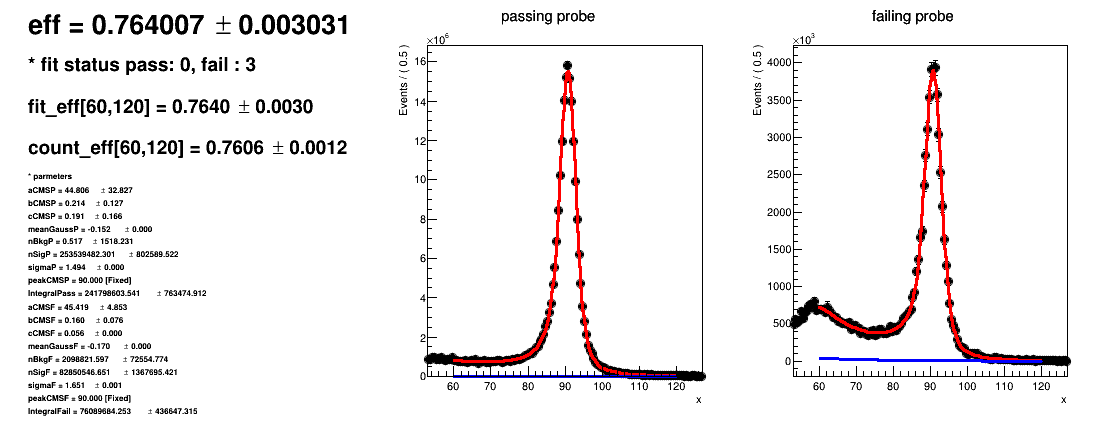 eff = 0.764007 ± 0.003031
* fit status pass: 0, fail : 3
fit_eff[60,120] = 0.7640 ± 0.0030
count_eff[60,120] = 0.7606 ± 0.0012
* parmeters
aCMSP = 44.806 ± 32.827
bCMSP = 0.214 ± 0.127
cCMSP = 0.191 ± 0.166
meanGaussP = -0.152 ± 0.000
nBkgP = 0.517 ± 1518.231
nSigP = 253539482.301 ± 802589.522
sigmaP = 1.494 ± 0.000
peakCMSP = 90.000 [Fixed]
IntegralPass = 241798603.541 ± 763474.912
aCMSF = 45.419 ± 4.853
bCMSF = 0.160 ± 0.076
cCMSF = 0.056 ± 0.000
meanGaussF = -0.170 ± 0.000
nBkgF = 2098821.597 ± 72554.774
nSigF = 82850546.651 ± 1367695.421
sigmaF = 1.651 ± 0.001
peakCMSF = 90.000 [Fixed]
IntegralFail = 76089684.253 ± 436647.315
passing probe
×10⁶
Events / ( 0.5 )
16
14
12
10
8
6
4
2
0
60 70 80 90 100 110 120
x
failing probe
×10³
Events / ( 0.5 )
4000
3500
3000
2500
2000
1500
1000
500
0
60 70 80 90 100 110 120
x